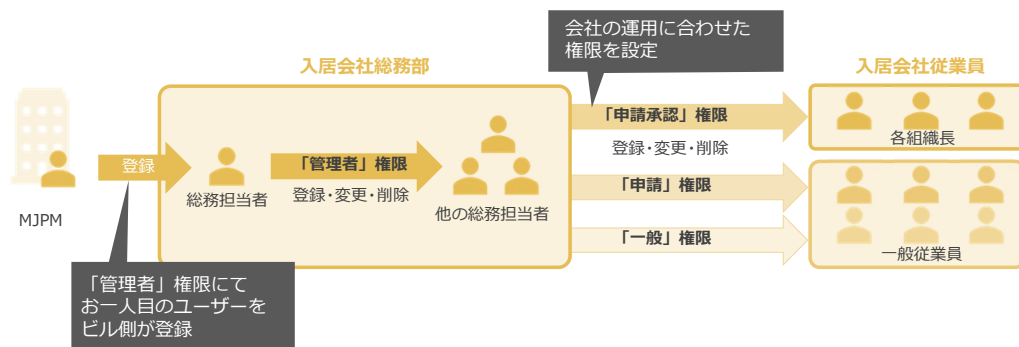 会社の運用に合わせた
権限を設定
入居会社総務部
入居会社従業員
「申請承認」権限
登録・変更・削除
各組織長
登録
「管理者」権限
登録・変更・削除
総務担当者
他の総務担当者
「申請」権限
「一般」権限
一般従業員
MJPM
「管理者」権限にて
お一人目のユーザーを
ビル側が登録